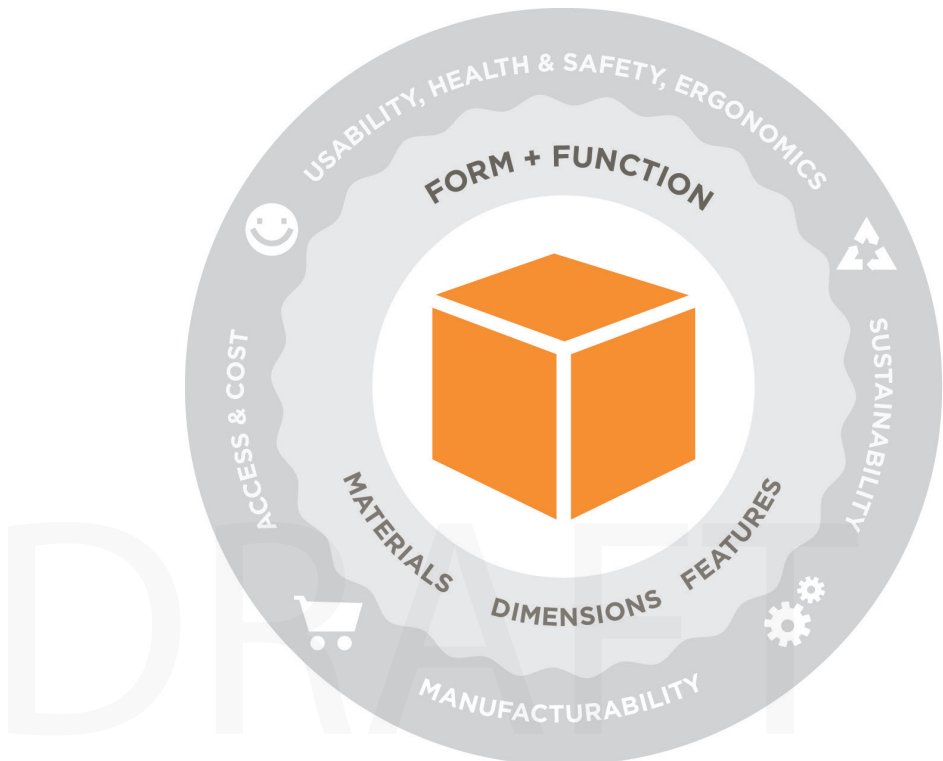 USABILITY, HEALTH & SAFETY, ERGONOMICS
FORM + FUNCTION
ACCESS & COST
SUSTAINABILITY
MATERIALS
DIMENSIONS
FEATURES
MANUFACTURABILITY
DRAFT